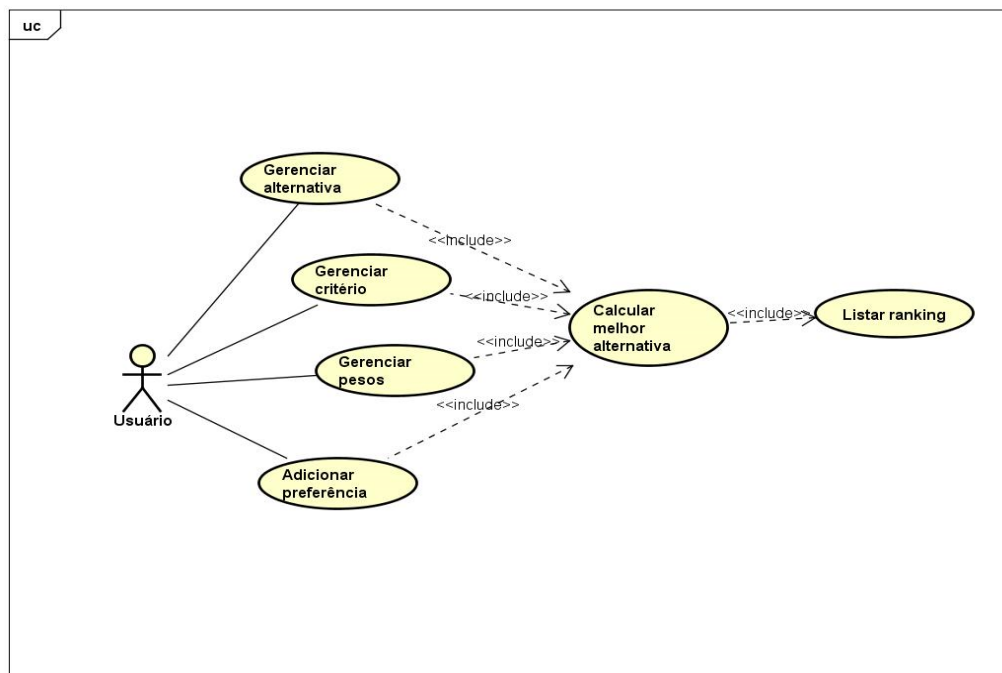 uc
Gerenciar
alternativa
<<include>>
Gerenciar
critério
<<include>>
Calcular
melhor
alternativa
<<include>>
Listar ranking
Gerenciar
pesos
<<include>>
<<include>>
Usuário
Adicionar
preferência